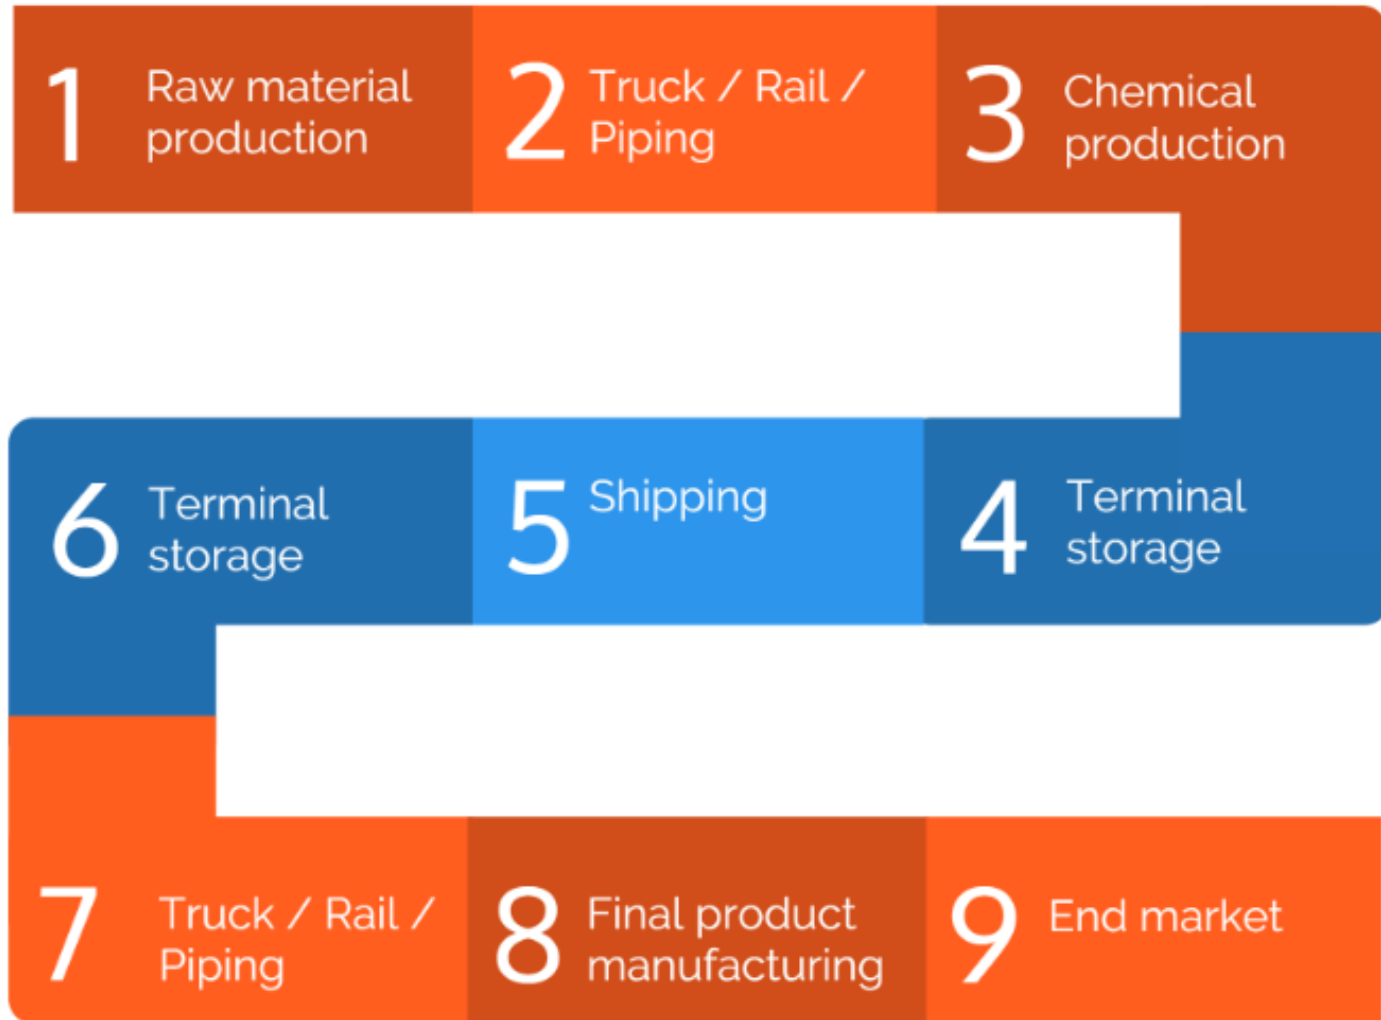 1 Raw material
production
2 Truck / Rail /
Piping
3 Chemical
production
6 Terminal
storage
5 Shipping
4 Terminal
storage
7 Truck / Rail /
Piping
8 Final product
manufacturing
9 End market